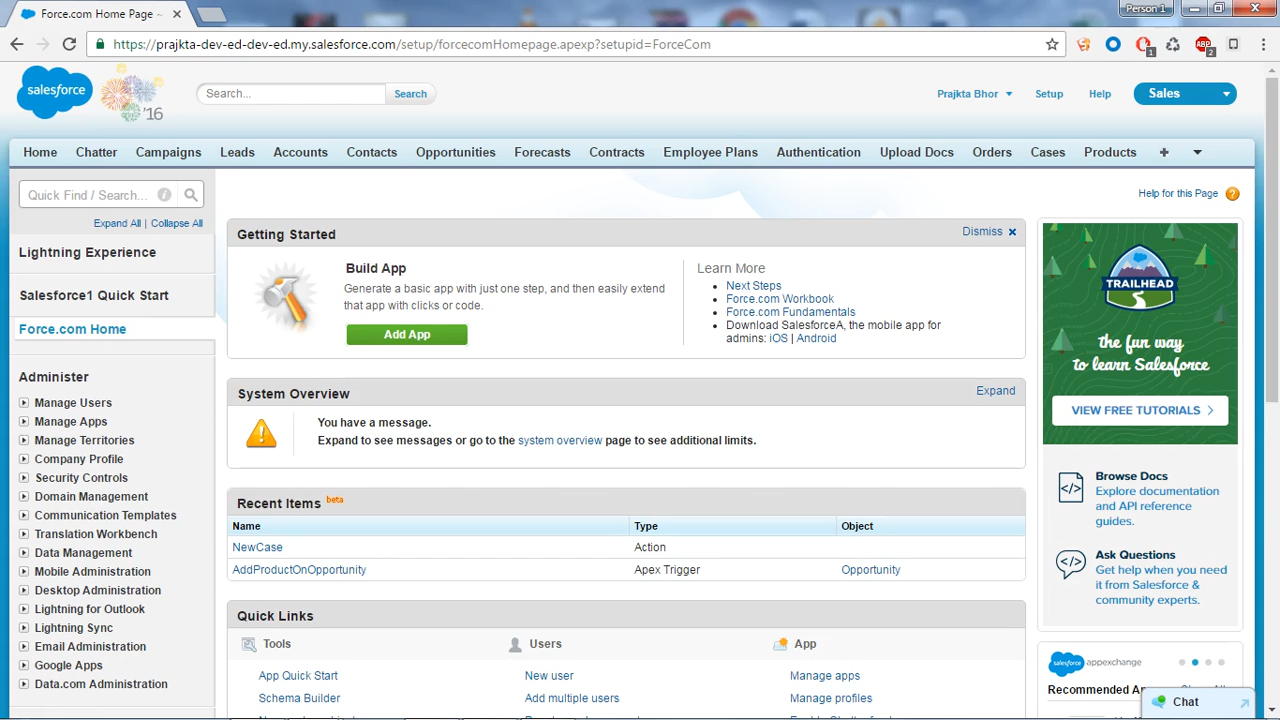 Force.com Home Page ~
Person 1
https://prajkta-dev-ed-dev-ed.my.salesforce.com/setup/forcecomHomepage.apexp?setupid=ForceCom
ABP
1
2
salesforce
'16
Search...
Search
Prajkta Bhor
Setup
Help
Sales
Home
Chatter
Campaigns
Leads
Accounts
Contacts
Opportunities
Forecasts
Contracts
Employee Plans
Authentication
Upload Docs
Orders
Cases
Products
+
Quick Find / Search...
Expand All | Collapse All
Lightning Experience
Salesforce1 Quick Start
Force.com Home
Administer
Manage Users
Manage Apps
Manage Territories
Company Profile
Security Controls
Domain Management
Communication Templates
Translation Workbench
Data Management
Mobile Administration
Desktop Administration
Lightning for Outlook
Lightning Sync
Email Administration
Google Apps
Data.com Administration
Help for this Page
Getting Started
Dismiss
Build App
Generate a basic app with just one step, and then easily extend
that app with clicks or code.
Add App
Learn More
Next Steps
Force.com Workbook
Force.com Fundamentals
Download SalesforceA, the mobile app for
admins: iOS | Android
System Overview
Expand
You have a message.
Expand to see messages or go to the system overview page to see additional limits.
Recent Items beta
Name Type Object
NewCase Action
AddProductOnOpportunity Apex Trigger Opportunity
Quick Links
Tools Users App
App Quick Start New user Manage apps
Schema Builder Add multiple users Manage profiles
TRAILHEAD
the fun way
to learn Salesforce
VIEW FREE TUTORIALS
Browse Docs
Explore documentation
and API reference
guides.
Ask Questions
Get help when you need
it from Salesforce &
community experts.
salesforce appexchange
Recommended
Chat